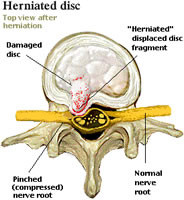 Herniated disc
Top view after
herniation
Damaged
disc
"Herniated"
displaced disc
fragment
Pinched
(compressed)
nerve root
Normal
nerve
root